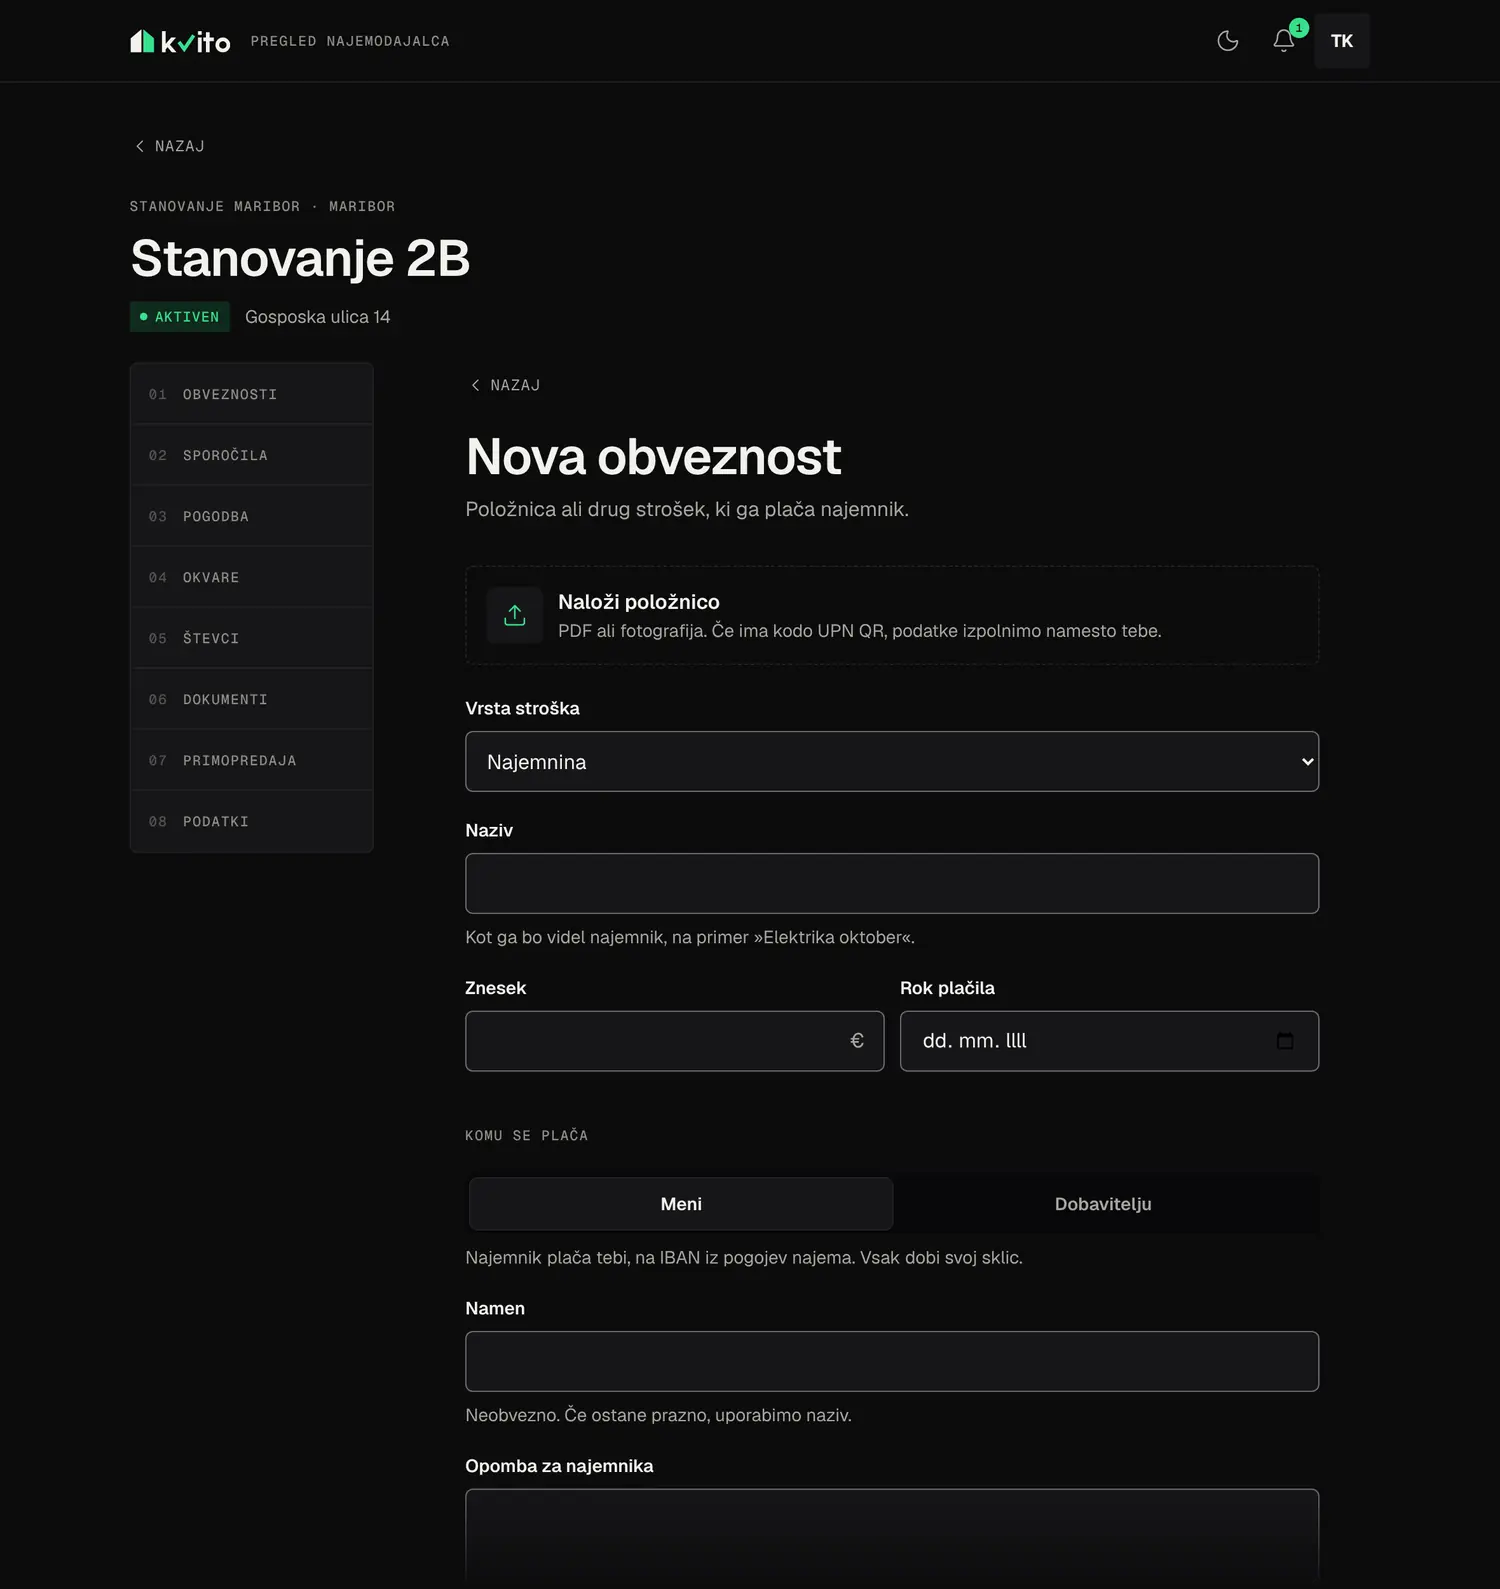 kvito PREGLED NAJEMODAJALCA
1
TK
NAZAJ
STANOVANJE MARIBOR · MARIBOR
Stanovanje 2B
AKTIVEN Gosposka ulica 14
01 OBVEZNOSTI
02 SPOROČILA
03 POGODBA
04 OKVARE
05 ŠTEVCI
06 DOKUMENTI
07 PRIMOPREDAJA
08 PODATKI
NAZAJ
Nova obveznost
Položnica ali drug strošek, ki ga plača najemnik.
Naloži položnico
PDF ali fotografija. Če ima kodo UPN QR, podatke izpolnimo namesto tebe.
Vrsta stroška
Najemnina
Naziv
Kot ga bo videl najemnik, na primer »Elektrika oktober«.
Znesek
€
Rok plačila
dd. mm. llll
KOMU SE PLAČA
Meni
Dobavitelju
Najemnik plača tebi, na IBAN iz pogojev najema. Vsak dobi svoj sklic.
Namen
Neobvezno. Če ostane prazno, uporabimo naziv.
Opomba za najemnika